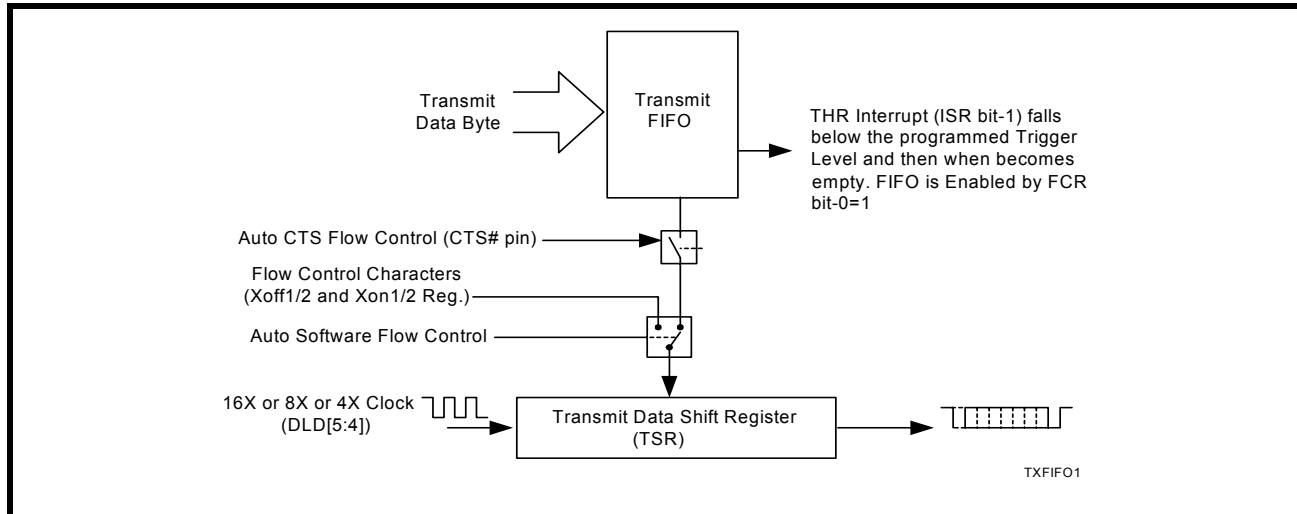 Transmit
Data Byte
Transmit
FIFO
THR Interrupt (ISR bit-1) falls
below the programmed Trigger
Level and then when becomes
empty. FIFO is Enabled by FCR
bit-0=1
Auto CTS Flow Control (CTS# pin)
Flow Control Characters
(Xoff1/2 and Xon1/2 Reg.)
Auto Software Flow Control
16X or 8X or 4X Clock
(DLD[5:4])
Transmit Data Shift Register
(TSR)
TXFIFO1